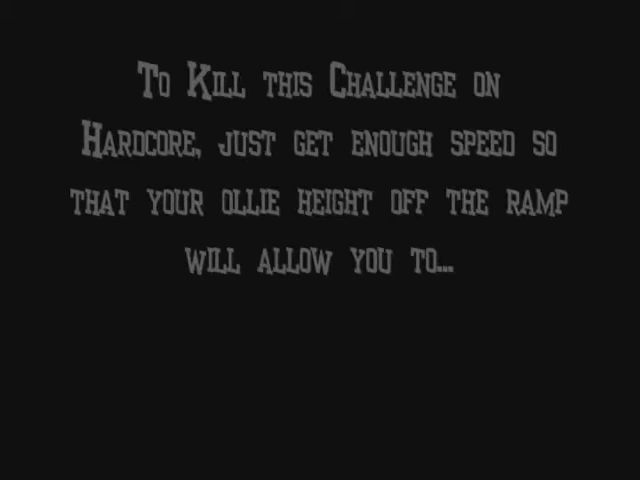 To Kill this Challenge on
Hardcore, just get enough speed so
that your ollie height off the ramp
will allow you to...